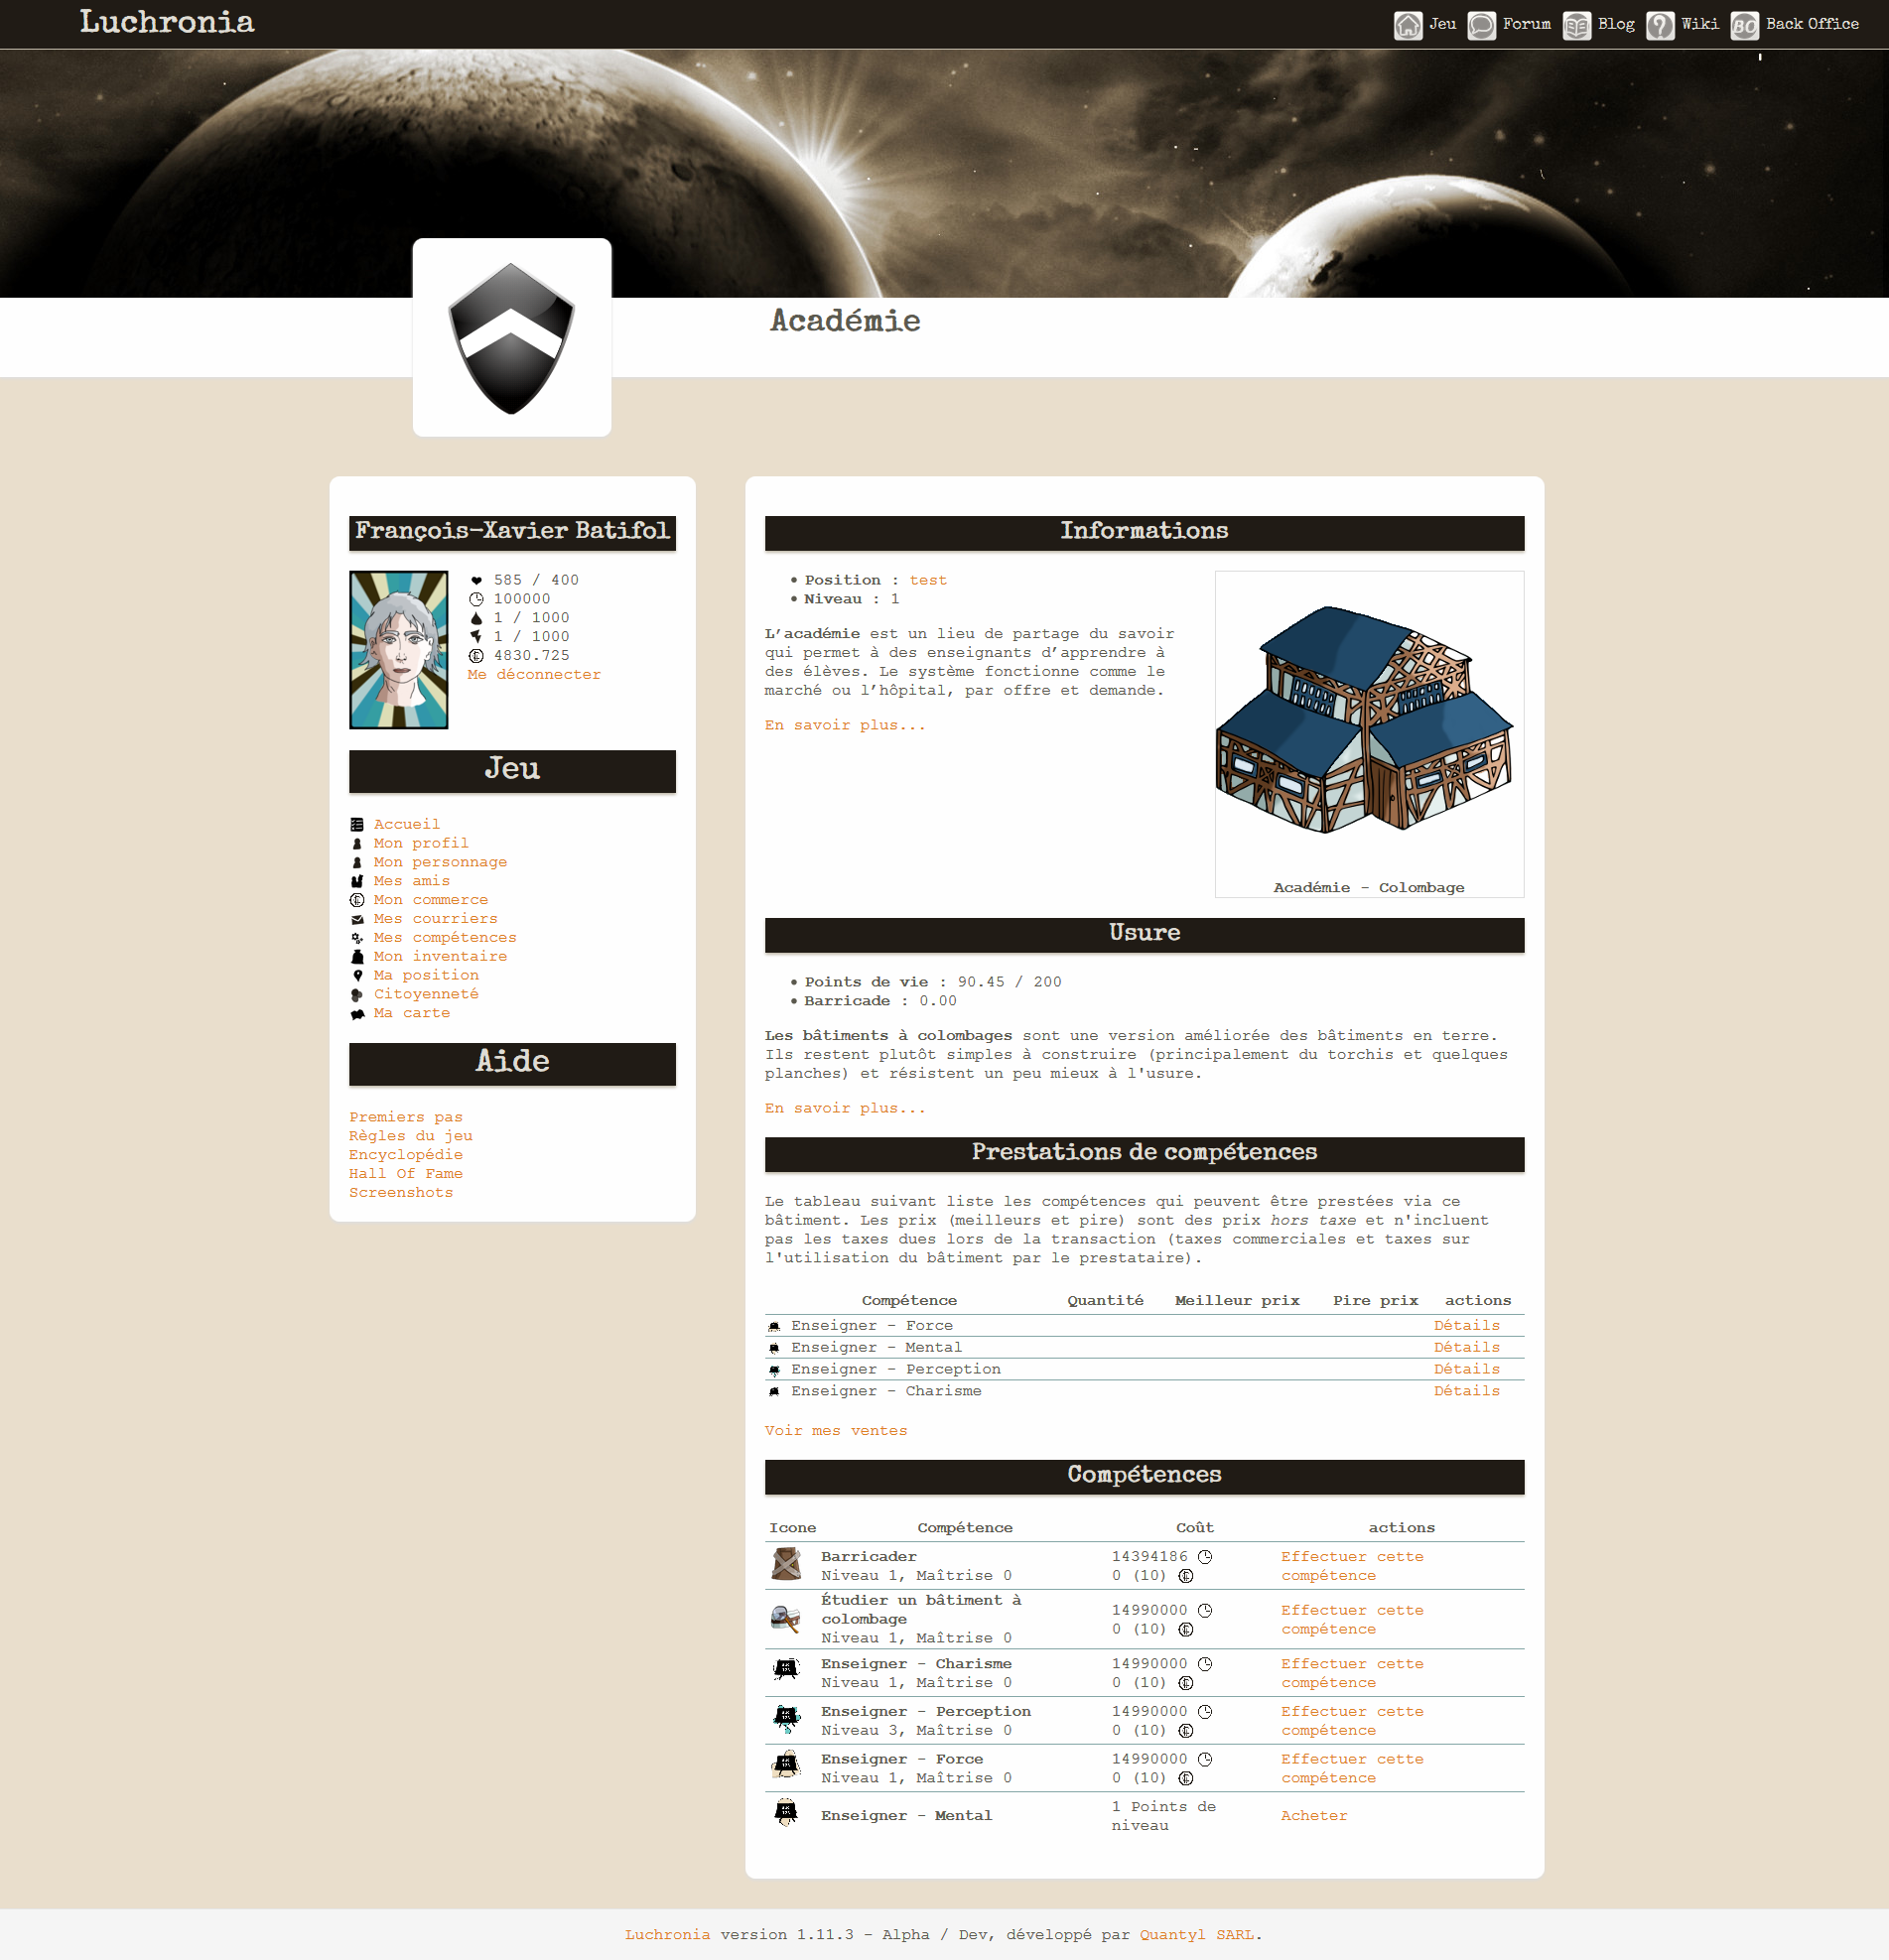 Luchronia
Jeu Forum Blog Wiki BO Back Office
Académie
François-Xavier Batifol
585 / 400
100000
1 / 1000
1 / 1000
4830.725
Me déconnecter
Jeu
Accueil
Mon profil
Mon personnage
Mes amis
Mon commerce
Mes courriers
Mes compétences
Mon inventaire
Ma position
Citoyenneté
Ma carte
Aide
Premiers pas
Règles du jeu
Encyclopédie
Hall Of Fame
Screenshots
Informations
• Position : test
• Niveau : 1
L’académie est un lieu de partage du savoir
qui permet à des enseignants d’apprendre à
des élèves. Le système fonctionne comme le
marché ou l’hôpital, par offre et demande.
En savoir plus...
Académie - Colombage
Usure
• Points de vie : 90.45 / 200
• Barricade : 0.00
Les bâtiments à colombages sont une version améliorée des bâtiments en terre.
Ils restent plutôt simples à construire (principalement du torchis et quelques
planches) et résistent un peu mieux à l'usure.
En savoir plus...
Prestations de compétences
Le tableau suivant liste les compétences qui peuvent être prestées via ce
bâtiment. Les prix (meilleurs et pire) sont des prix hors taxe et n'incluent
pas les taxes dues lors de la transaction (taxes commerciales et taxes sur
l'utilisation du bâtiment par le prestataire).
Compétence Quantité Meilleur prix Pire prix actions
Enseigner - Force Détails
Enseigner - Mental Détails
Enseigner - Perception Détails
Enseigner - Charisme Détails
Voir mes ventes
Compétences
Icone Compétence Coût actions
Barricader 14394186 Effectuer cette
Niveau 1, Maîtrise 0 0 (10) compétence
Étudier un bâtiment à
colombage 14990000 Effectuer cette
Niveau 1, Maîtrise 0 0 (10) compétence
Enseigner - Charisme 14990000 Effectuer cette
Niveau 1, Maîtrise 0 0 (10) compétence
Enseigner - Perception 14990000 Effectuer cette
Niveau 3, Maîtrise 0 0 (10) compétence
Enseigner - Force 14990000 Effectuer cette
Niveau 1, Maîtrise 0 0 (10) compétence
Enseigner - Mental 1 Points de niveau Acheter
Luchronia version 1.11.3 - Alpha / Dev, développé par Quantyl SARL.